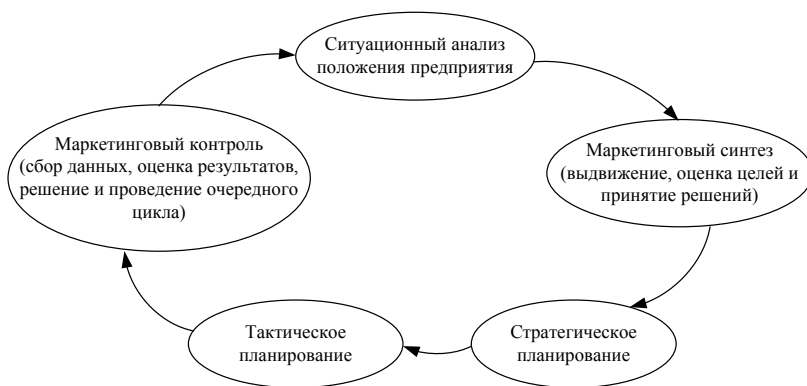 Ситуационный анализ
положения предприятия
Маркетинговый синтез
(выдвижение, оценка целей и
принятие решений)
Стратегическое
планирование
Тактическое
планирование
Маркетинговый контроль
(сбор данных, оценка результатов,
решение и проведение очередного
цикла)